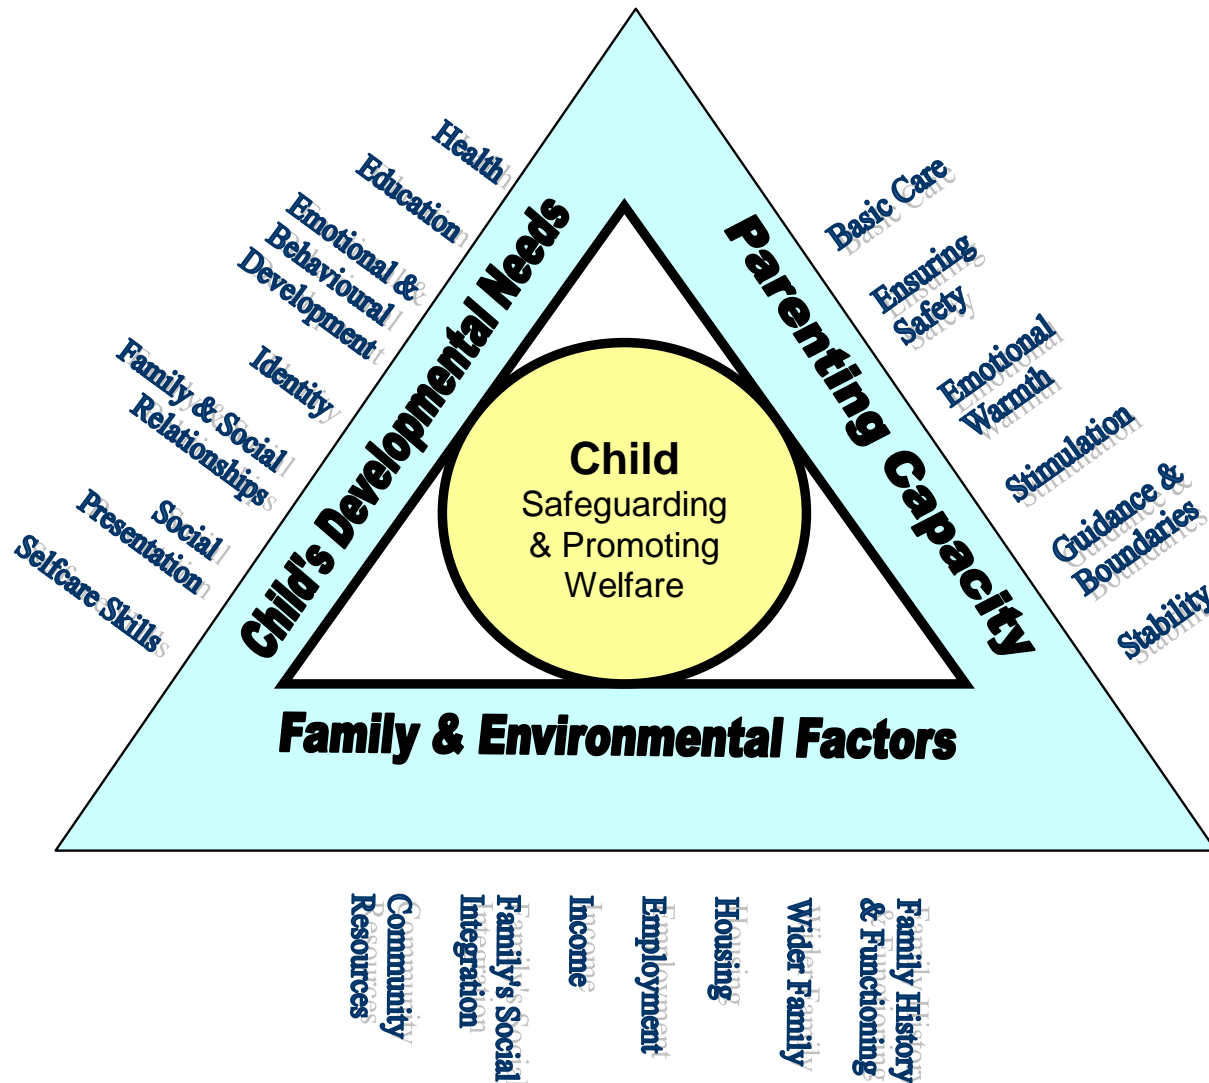 Health
Education
Emotional &
Behavioural
Development
Identity
Family & Social
Relationships
Social
Presentation
Selfcare Skills
Child's Developmental Needs
Child
Safeguarding
& Promoting
Welfare
Parenting Capacity
Basic Care
Ensuring
Safety
Emotional
Warmth
Stimulation
Guidance &
Boundaries
Stability
Family & Environmental Factors
Community
Resources
Family's Social
Integration
Income
Employment
Housing
Wider Family
Family History
& Functioning